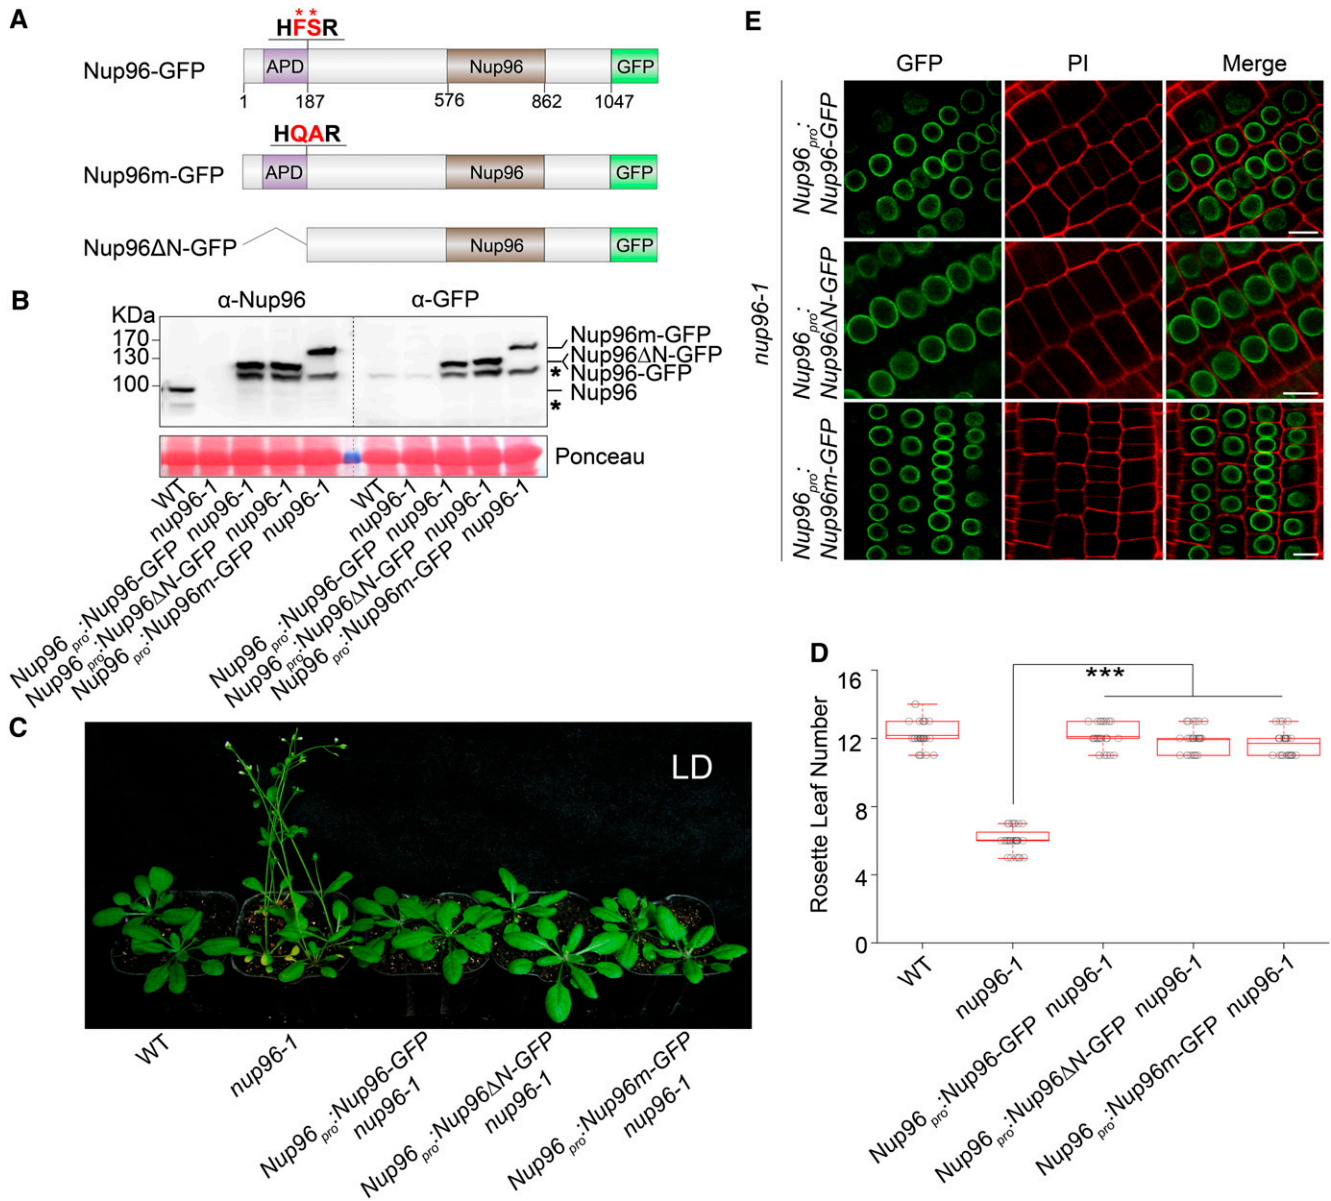 A
* *
HFSR
Nup96-GFP
APD
Nup96
GFP
1
187
576
862
1047
HQAR
Nup96m-GFP
APD
Nup96
GFP
Nup96ΔN-GFP
Nup96
GFP
B
α-Nup96
α-GFP
KDa
170
130
100
Nup96m-GFP
Nup96ΔN-GFP
* Nup96-GFP
Nup96
*
Ponceau
WT
nup96-1
Nup96pro:Nup96-GFP nup96-1
Nup96pro:Nup96ΔN-GFP nup96-1
Nup96pro:Nup96m-GFP nup96-1
WT
nup96-1
Nup96pro:Nup96-GFP nup96-1
Nup96pro:Nup96ΔN-GFP nup96-1
Nup96pro:Nup96m-GFP nup96-1
C
LD
WT
nup96-1
Nup96pro:Nup96-GFP
nup96-1
Nup96pro:Nup96ΔN-GFP
nup96-1
Nup96pro:Nup96m-GFP
nup96-1
E
GFP
PI
Merge
nup96-1
Nup96pro:
Nup96-GFP
Nup96pro:
Nup96ΔN-GFP
Nup96pro:
Nup96m-GFP
D
Rosette Leaf Number
16
12
8
4
0
***
WT
nup96-1
Nup96pro:Nup96-GFP nup96-1
Nup96pro:Nup96ΔN-GFP nup96-1
Nup96pro:Nup96m-GFP nup96-1